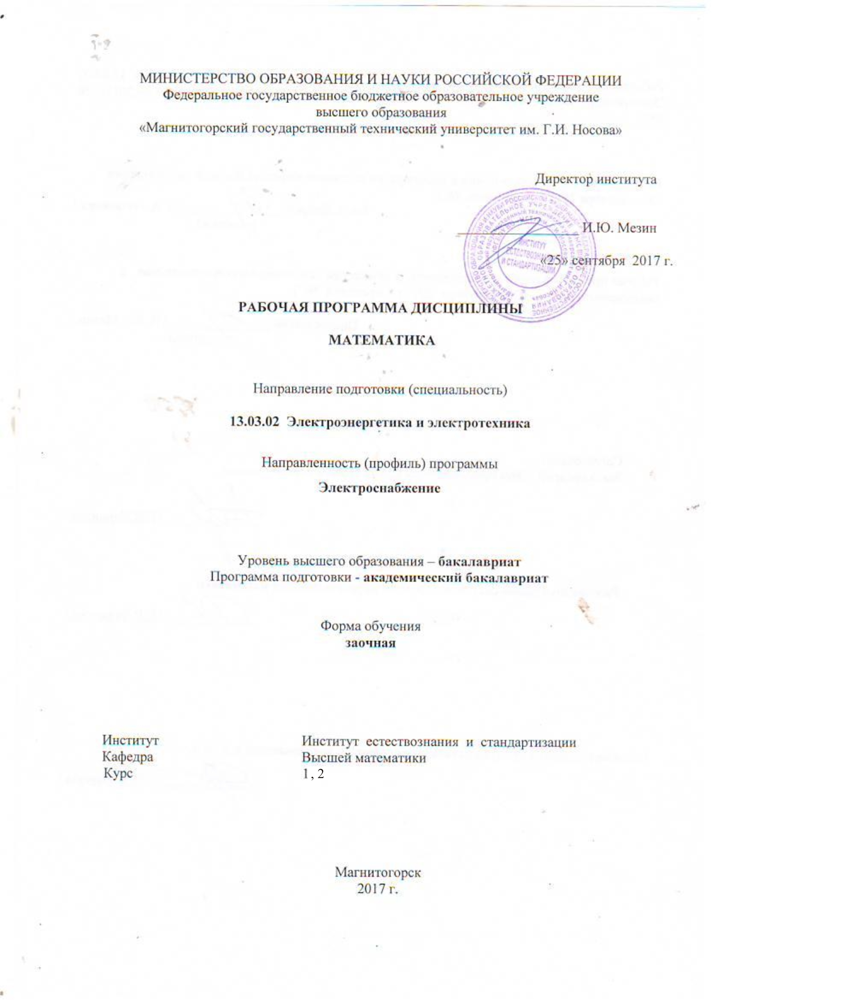 МИНИСТЕРСТВО ОБРАЗОВАНИЯ И НАУКИ РОССИЙСКОЙ ФЕДЕРАЦИИ
Федеральное государственное бюджетное образовательное учреждение
высшего образования
«Магнитогорский государственный технический университет им. Г.И. Носова»
Директор института
И.Ю. Мезин
«25» сентября 2017 г.
ИНСТИТУТ
ЕСТЕСТВОЗНАНИЯ
И СТАНДАРТИЗАЦИИ
РАБОЧАЯ ПРОГРАММА ДИСЦИПЛИНЫ
МАТЕМАТИКА
Направление подготовки (специальность)
13.03.02 Электроэнергетика и электротехника
Направленность (профиль) программы
Электроснабжение
Уровень высшего образования – бакалавриат
Программа подготовки - академический бакалавриат
Форма обучения
заочная
Институт Институт естествознания и стандартизации
Кафедра Высшей математики
Курс 1, 2
Магнитогорск
2017 г.